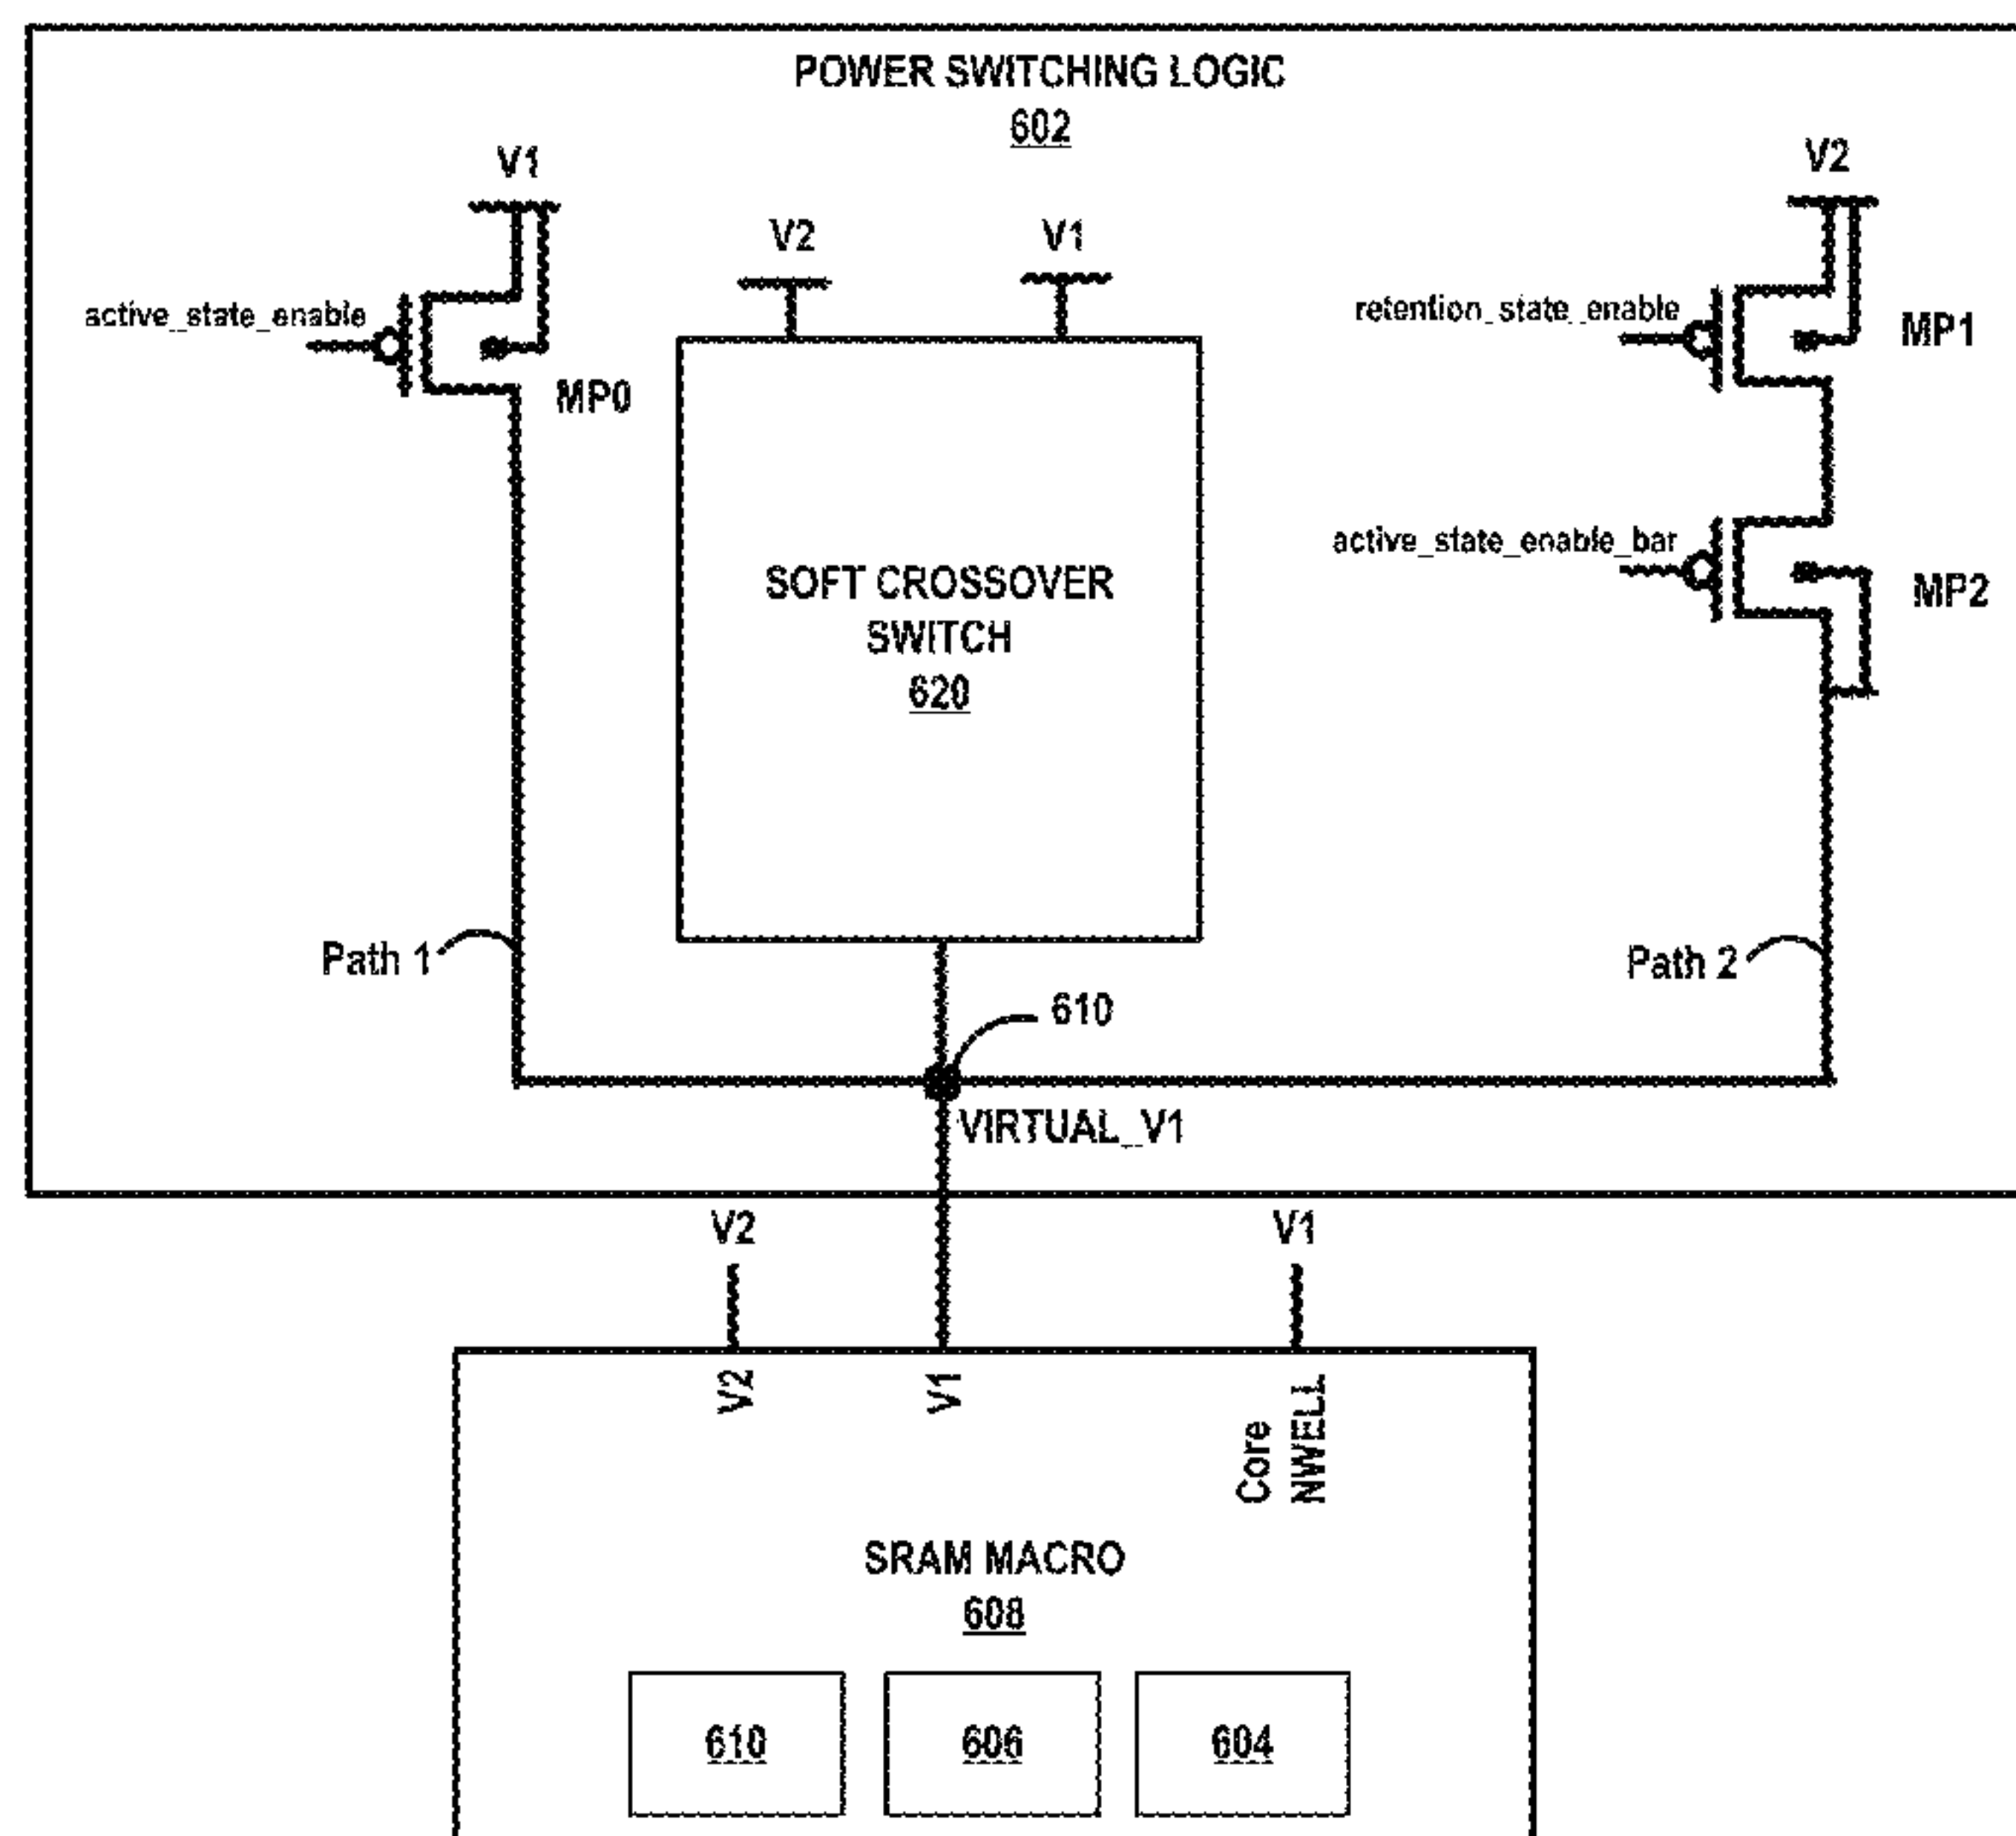 POWER SWITCHING LOGIC
602
V1
V2
V2
V1
active_state_enable
retention_state_enable
MP1
MP0
active_state_enable_bar
MP2
SOFT CROSSOVER
SWITCH
620
Path 1
Path 2
610
VIRTUAL_V1
V2
V1
V2
V1
Core
NWELL
SRAM MACRO
608
610
606
604